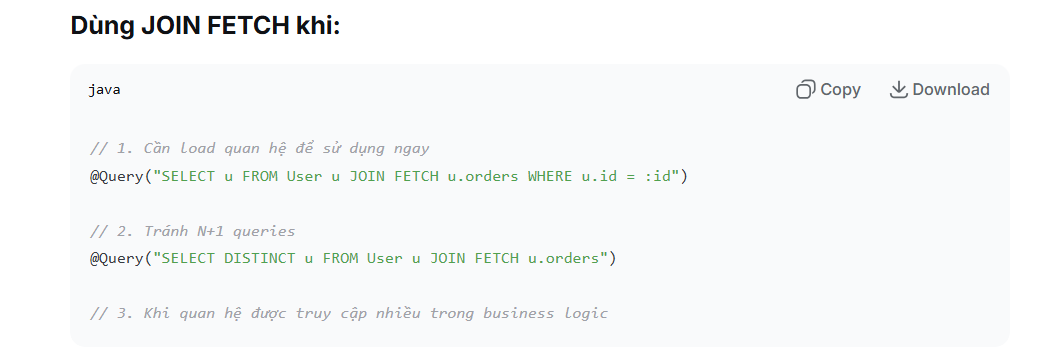 Dùng JOIN FETCH khi:
java
Copy
Download
// 1. Cần load quan hệ để sử dụng ngay
@Query("SELECT u FROM User u JOIN FETCH u.orders WHERE u.id = :id")
// 2. Tránh N+1 queries
@Query("SELECT DISTINCT u FROM User u JOIN FETCH u.orders")
// 3. Khi quan hệ được truy cập nhiều trong business logic